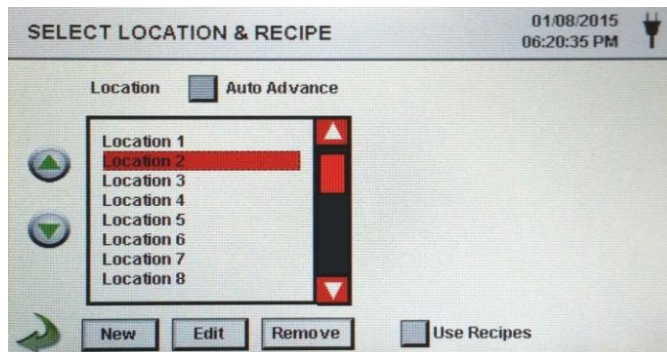 SELECT LOCATION & RECIPE
01/08/2015
06:20:35 PM
Location
Auto Advance
Location 1
Location 2
Location 3
Location 4
Location 5
Location 6
Location 7
Location 8
New
Edit
Remove
Use Recipes